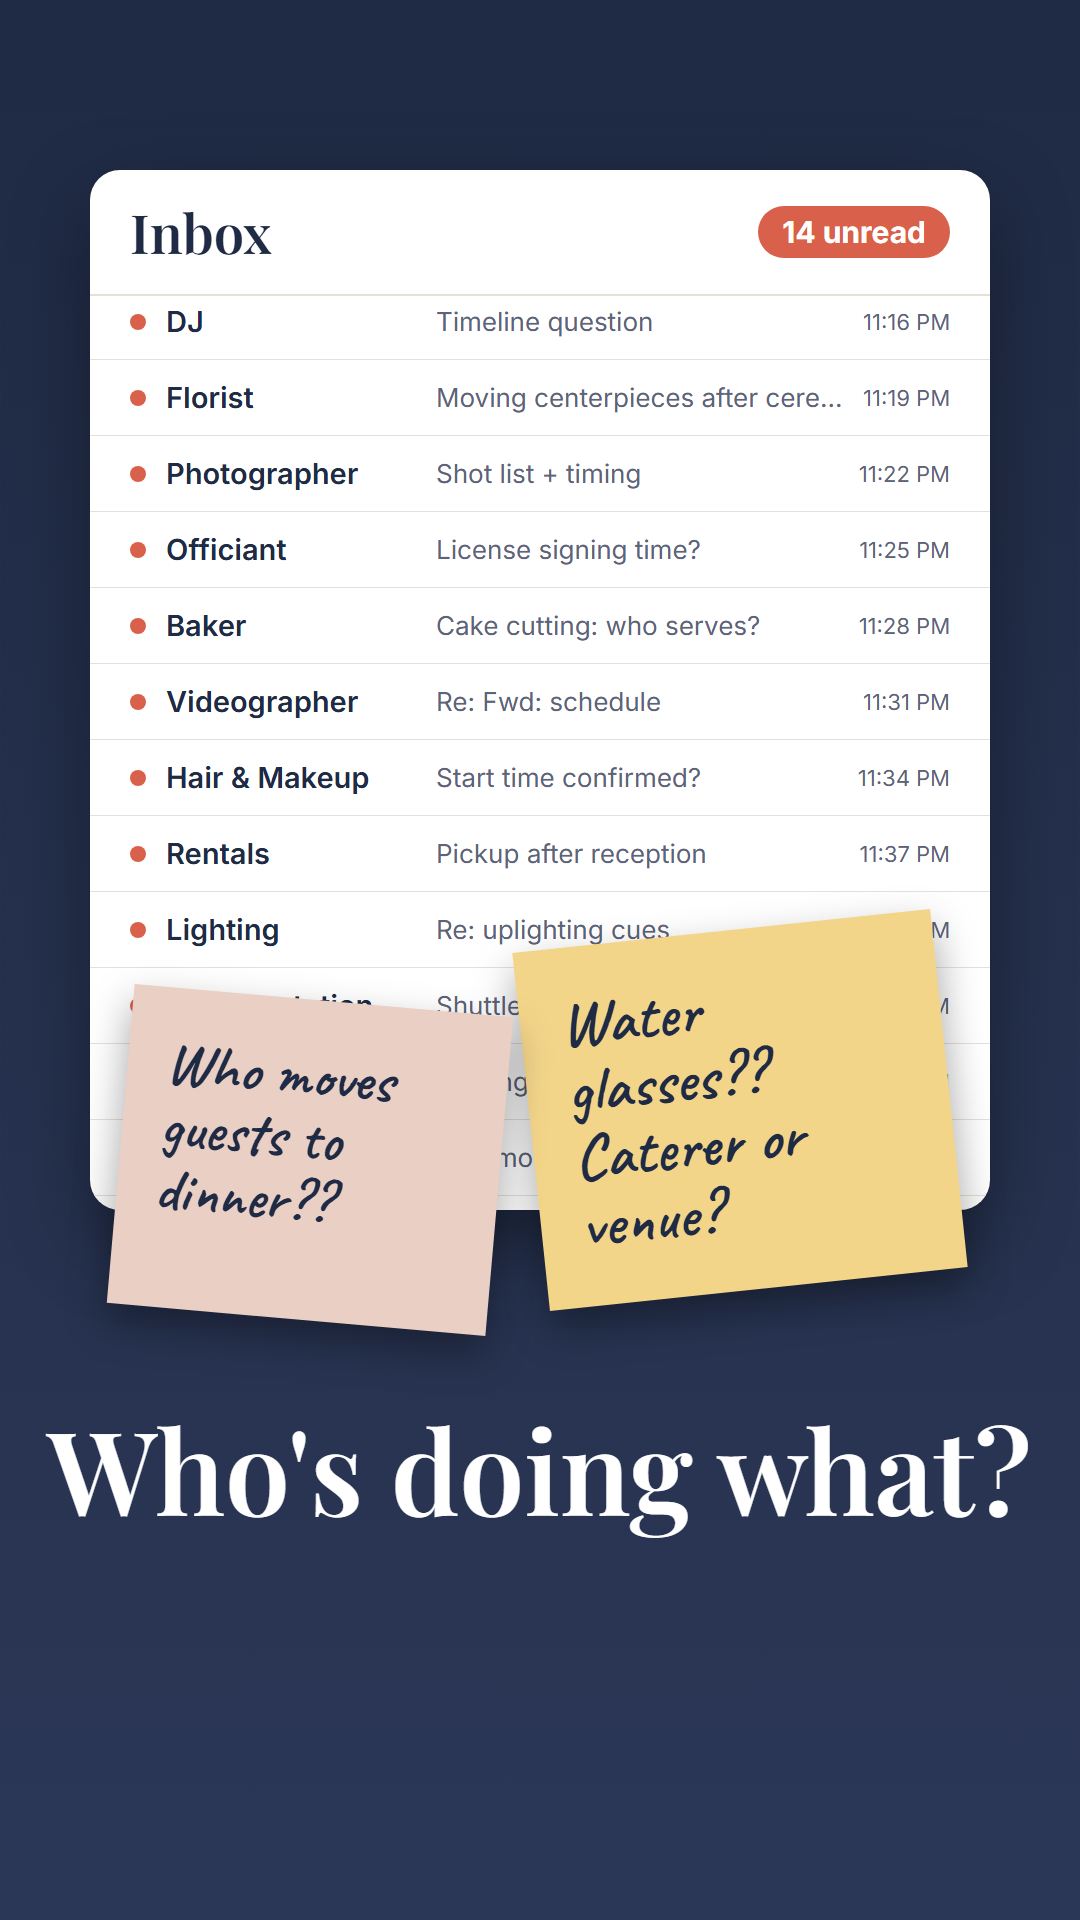 Inbox 14 unread
DJ Timeline question 11:16 PM
Florist Moving centerpieces after cere... 11:19 PM
Photographer Shot list + timing 11:22 PM
Officiant License signing time? 11:25 PM
Baker Cake cutting: who serves? 11:28 PM
Videographer Re: Fwd: schedule 11:31 PM
Hair & Makeup Start time confirmed? 11:34 PM
Rentals Pickup after reception 11:37 PM
Lighting Re: uplighting cues
Shuttle
Who moves
guests to
dinner??
Water
glasses??
Caterer or
venue?
Who's doing what?